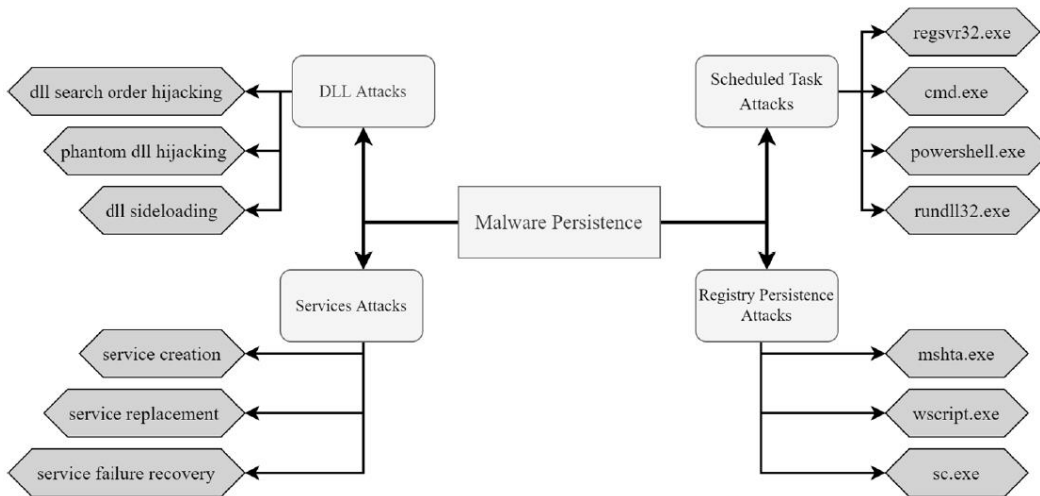 dll search order hijacking
phantom dll hijacking
dll sideloading
DLL Attacks
Scheduled Task
Attacks
regsvr32.exe
cmd.exe
powershell.exe
rundll32.exe
Malware Persistence
Services Attacks
service creation
service replacement
service failure recovery
Registry Persistence
Attacks
mshta.exe
wscript.exe
sc.exe